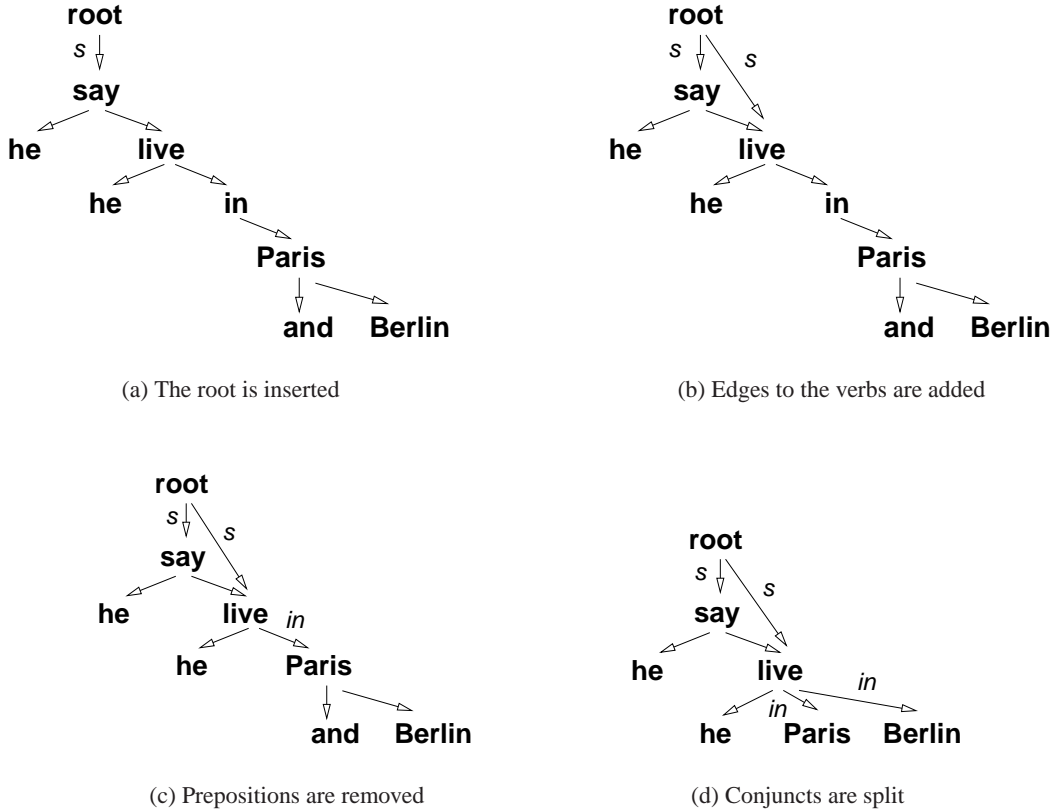 root
s
say
he live
he in
Paris
and Berlin
(a) The root is inserted
root
s s
say
he live
he in
Paris
and Berlin
(b) Edges to the verbs are added
root
s s
say
he live
in
he Paris
and Berlin
(c) Prepositions are removed
root
s s
say
he live
in in
he Paris Berlin
(d) Conjuncts are split